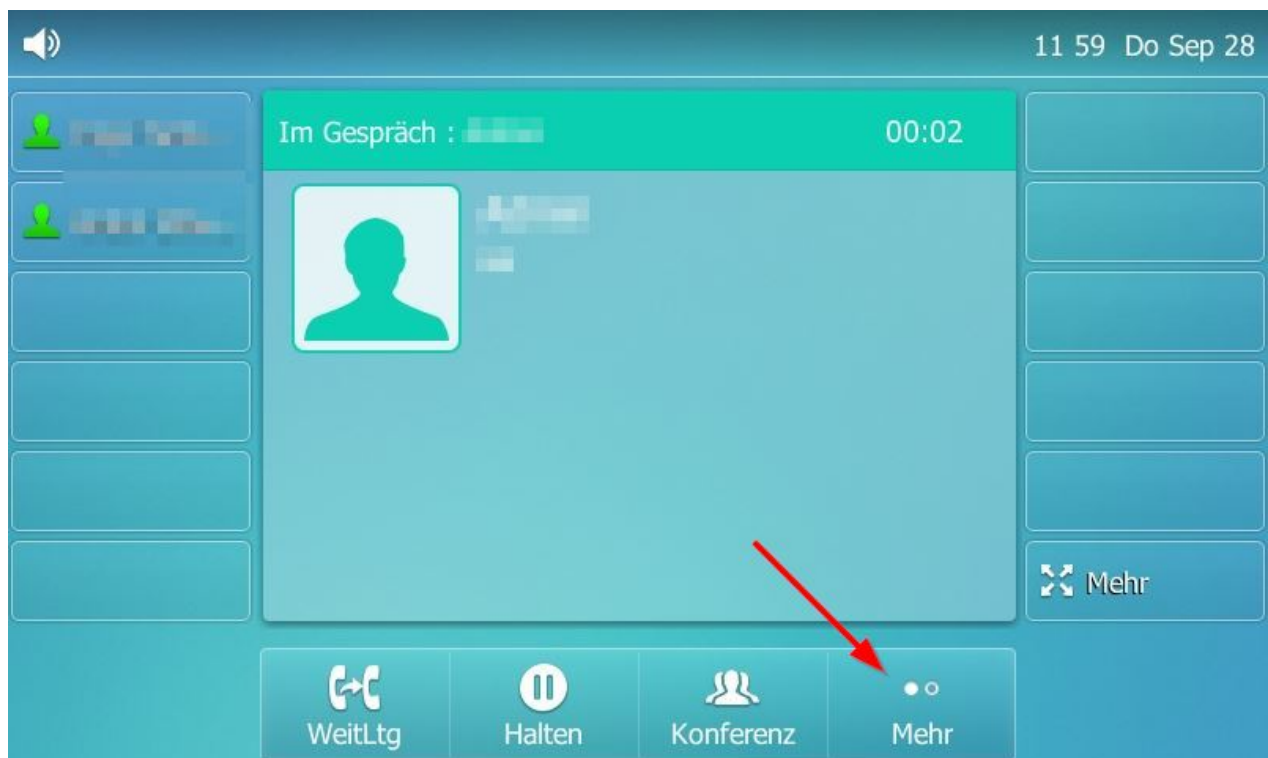 11 59 Do Sep 28
Im Gespräch : 00:02
Mehr
WeitLtg Halten Konferenz Mehr